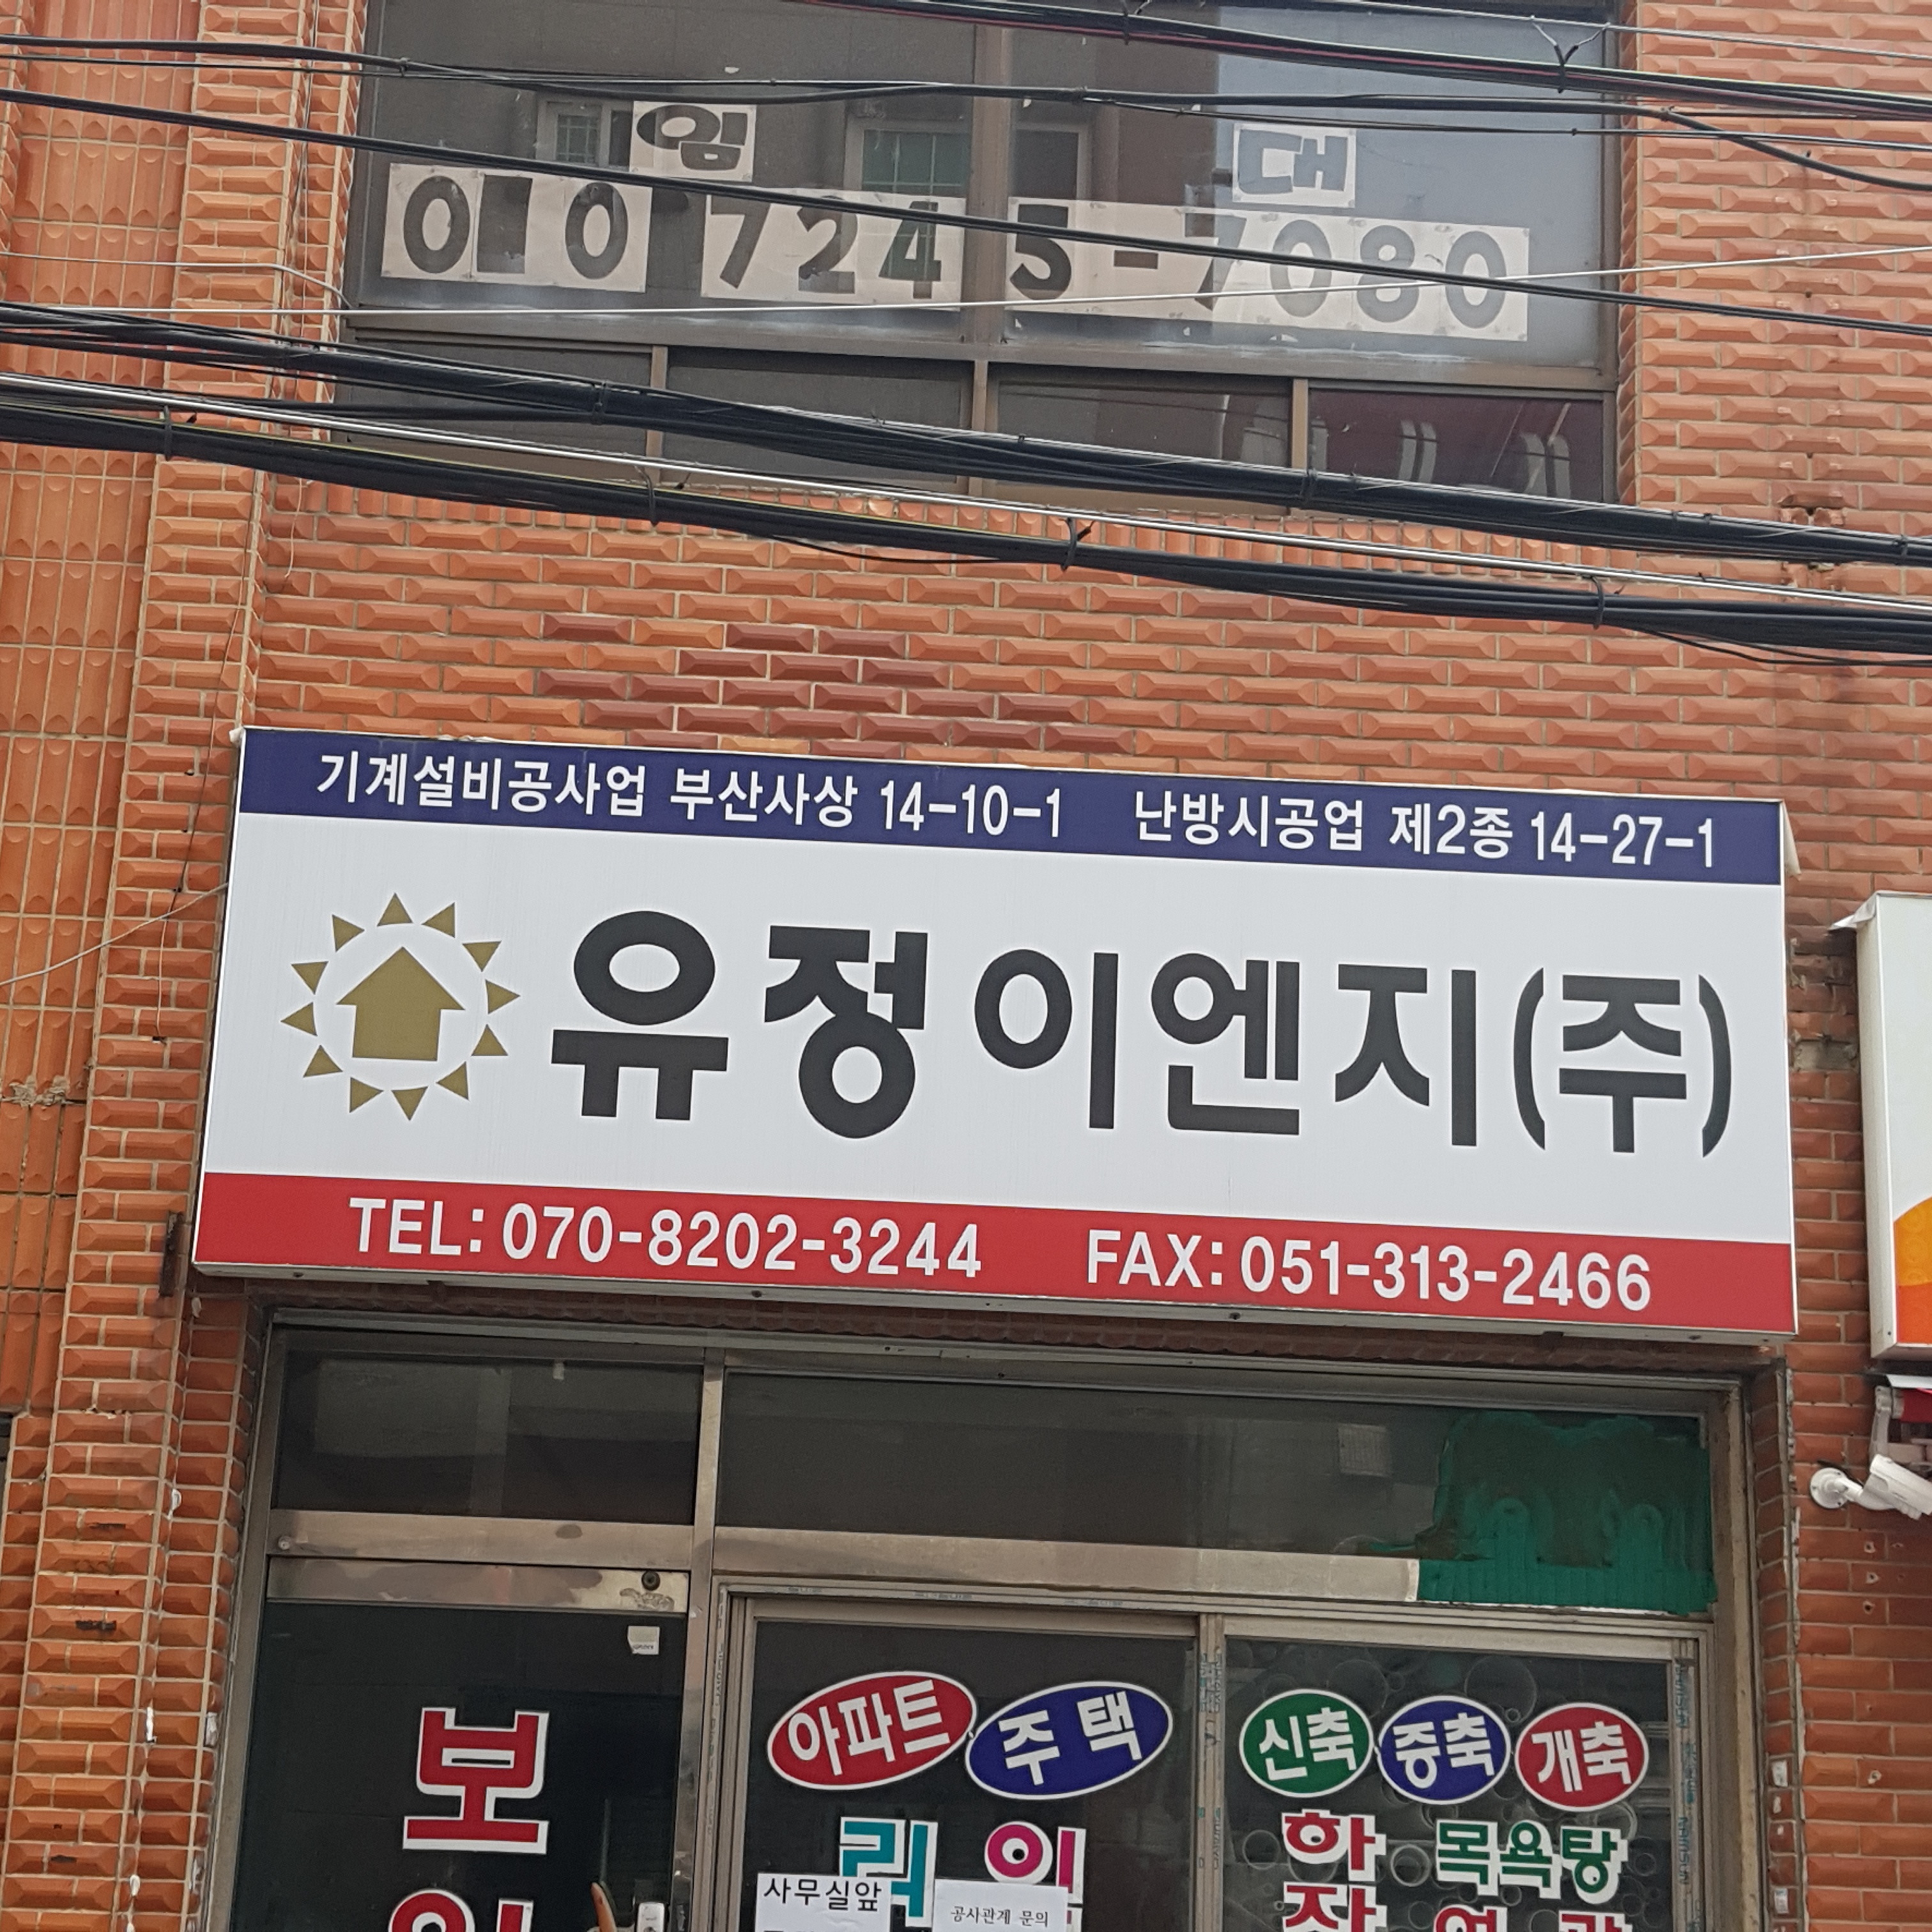 임 대
010 7245-7080
기계설비공사업 부산사상 14-10-1 난방시공업 제2종 14-27-1
유정이엔지(주)
TEL: 070-8202-3244 FAX: 051-313-2466
아파트 주택 신축 증축 개축
보
목욕탕
사무실앞
공사관계 문의